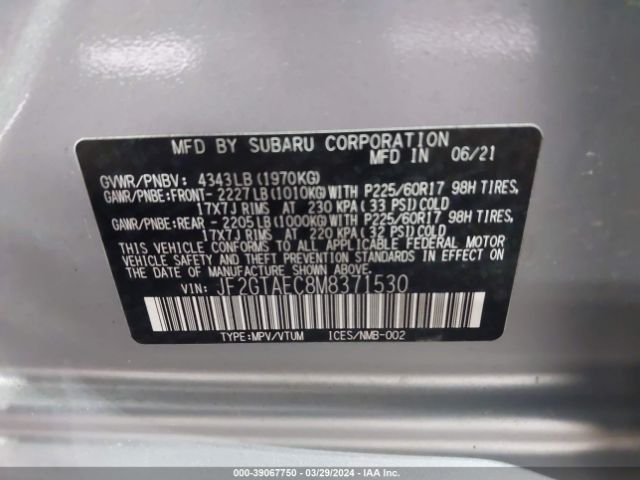 MFD BY SUBARU CORPORATION
MFD IN 06/21
GVWR/PNBV: 4343LB (1970KG)
GAWR/PNBE: FRONT- 2227LB (1010KG) WITH P225/60R17 98H TIRES,
17X7J RIMS AT 230 KPA (33 PSI) COLD
GAWR/PNBE: REAR - 2205LB (1000KG) WITH P225/60R17 98H TIRES,
17X7J RIMS AT 220 KPA (32 PSI) COLD
THIS VEHICLE CONFORMS TO ALL APPLICABLE FEDERAL MOTOR
VEHICLE SAFETY STANDARDS IN EFFECT ON THE DATE OF
MANUFACTURE SHOWN ABOVE.
VIN: JF2GTAEC8M8371530
TYPE:MPV/VTUM ICES/NMB-002
000-39067750 | 03/29/2024 | IAA Inc.